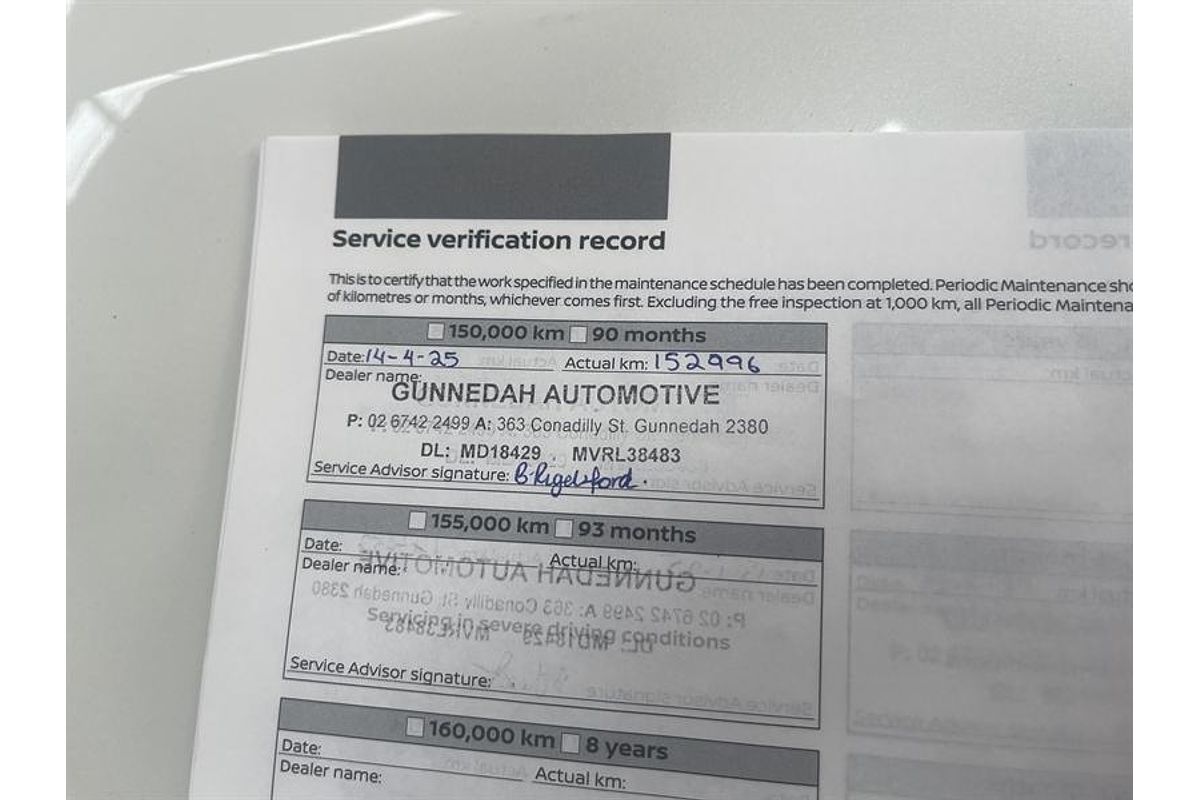 Service verification record
This is to certify that the work specified in the maintenance schedule has been completed. Periodic Maintenance sho
of kilometres or months, whichever comes first. Excluding the free inspection at 1,000 km, all Periodic Maintena
150,000 km 90 months
Date: 14-4-25 Actual km: 152996
Dealer name:
GUNNEDAH AUTOMOTIVE
P: 02 6742 2499 A: 363 Conadilly St. Gunnedah 2380
DL: MD18429 MVRL38483
Service Advisor signature: B. Rigelsford.
155,000 km 93 months
Date: Actual km:
Dealer name:
Servicing in severe driving conditions
Service Advisor signature:
160,000 km 8 years
Date: Actual km:
Dealer name: